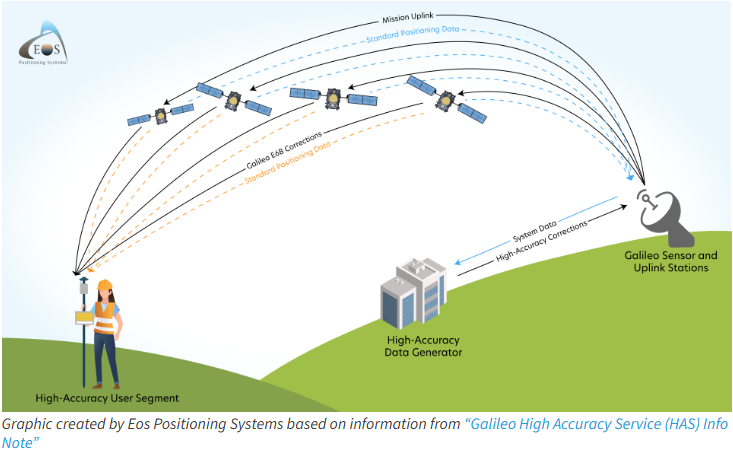 Mission Uplink
Standard Positioning Data
EOS
Positioning Systems
Galileo E6B Corrections
Standard Positioning Data
System Data
High-Accuracy Corrections
Galileo Sensor and
Uplink Stations
High-Accuracy
Data Generator
High-Accuracy User Segment
Graphic created by Eos Positioning Systems based on information from “Galileo High Accuracy Service (HAS) Info
Note”